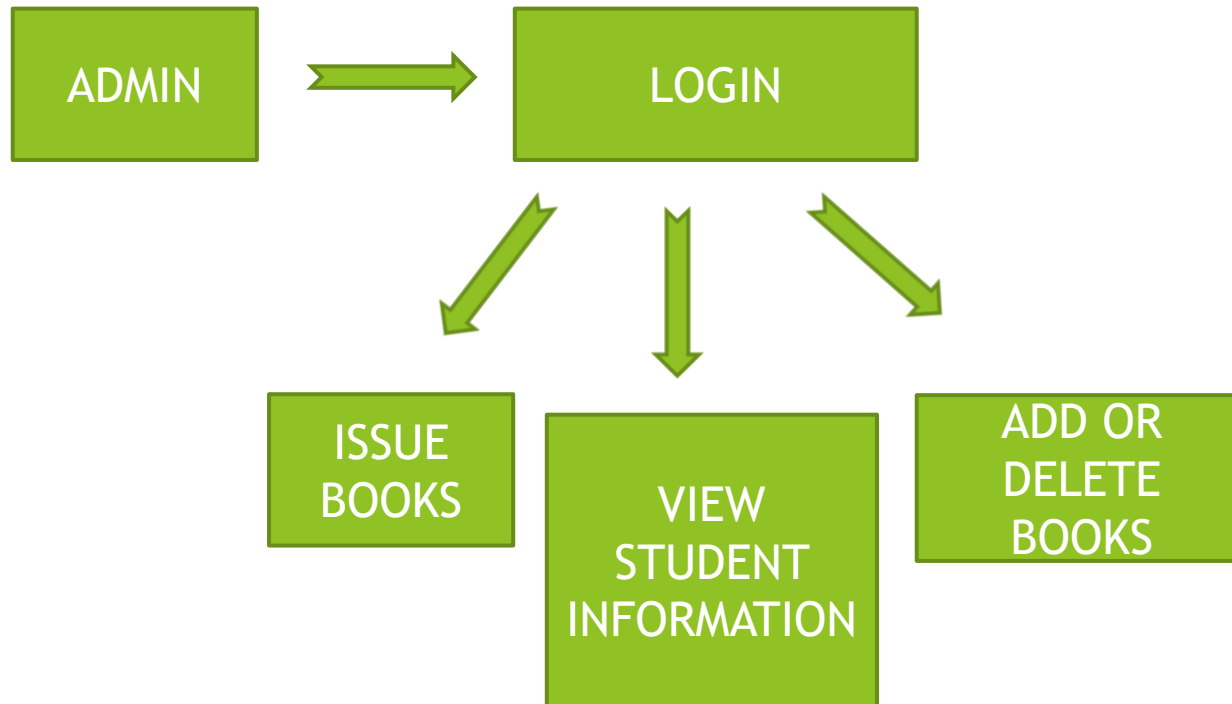 ADMIN
LOGIN
ISSUE
BOOKS
VIEW
STUDENT
INFORMATION
ADD OR
DELETE
BOOKS